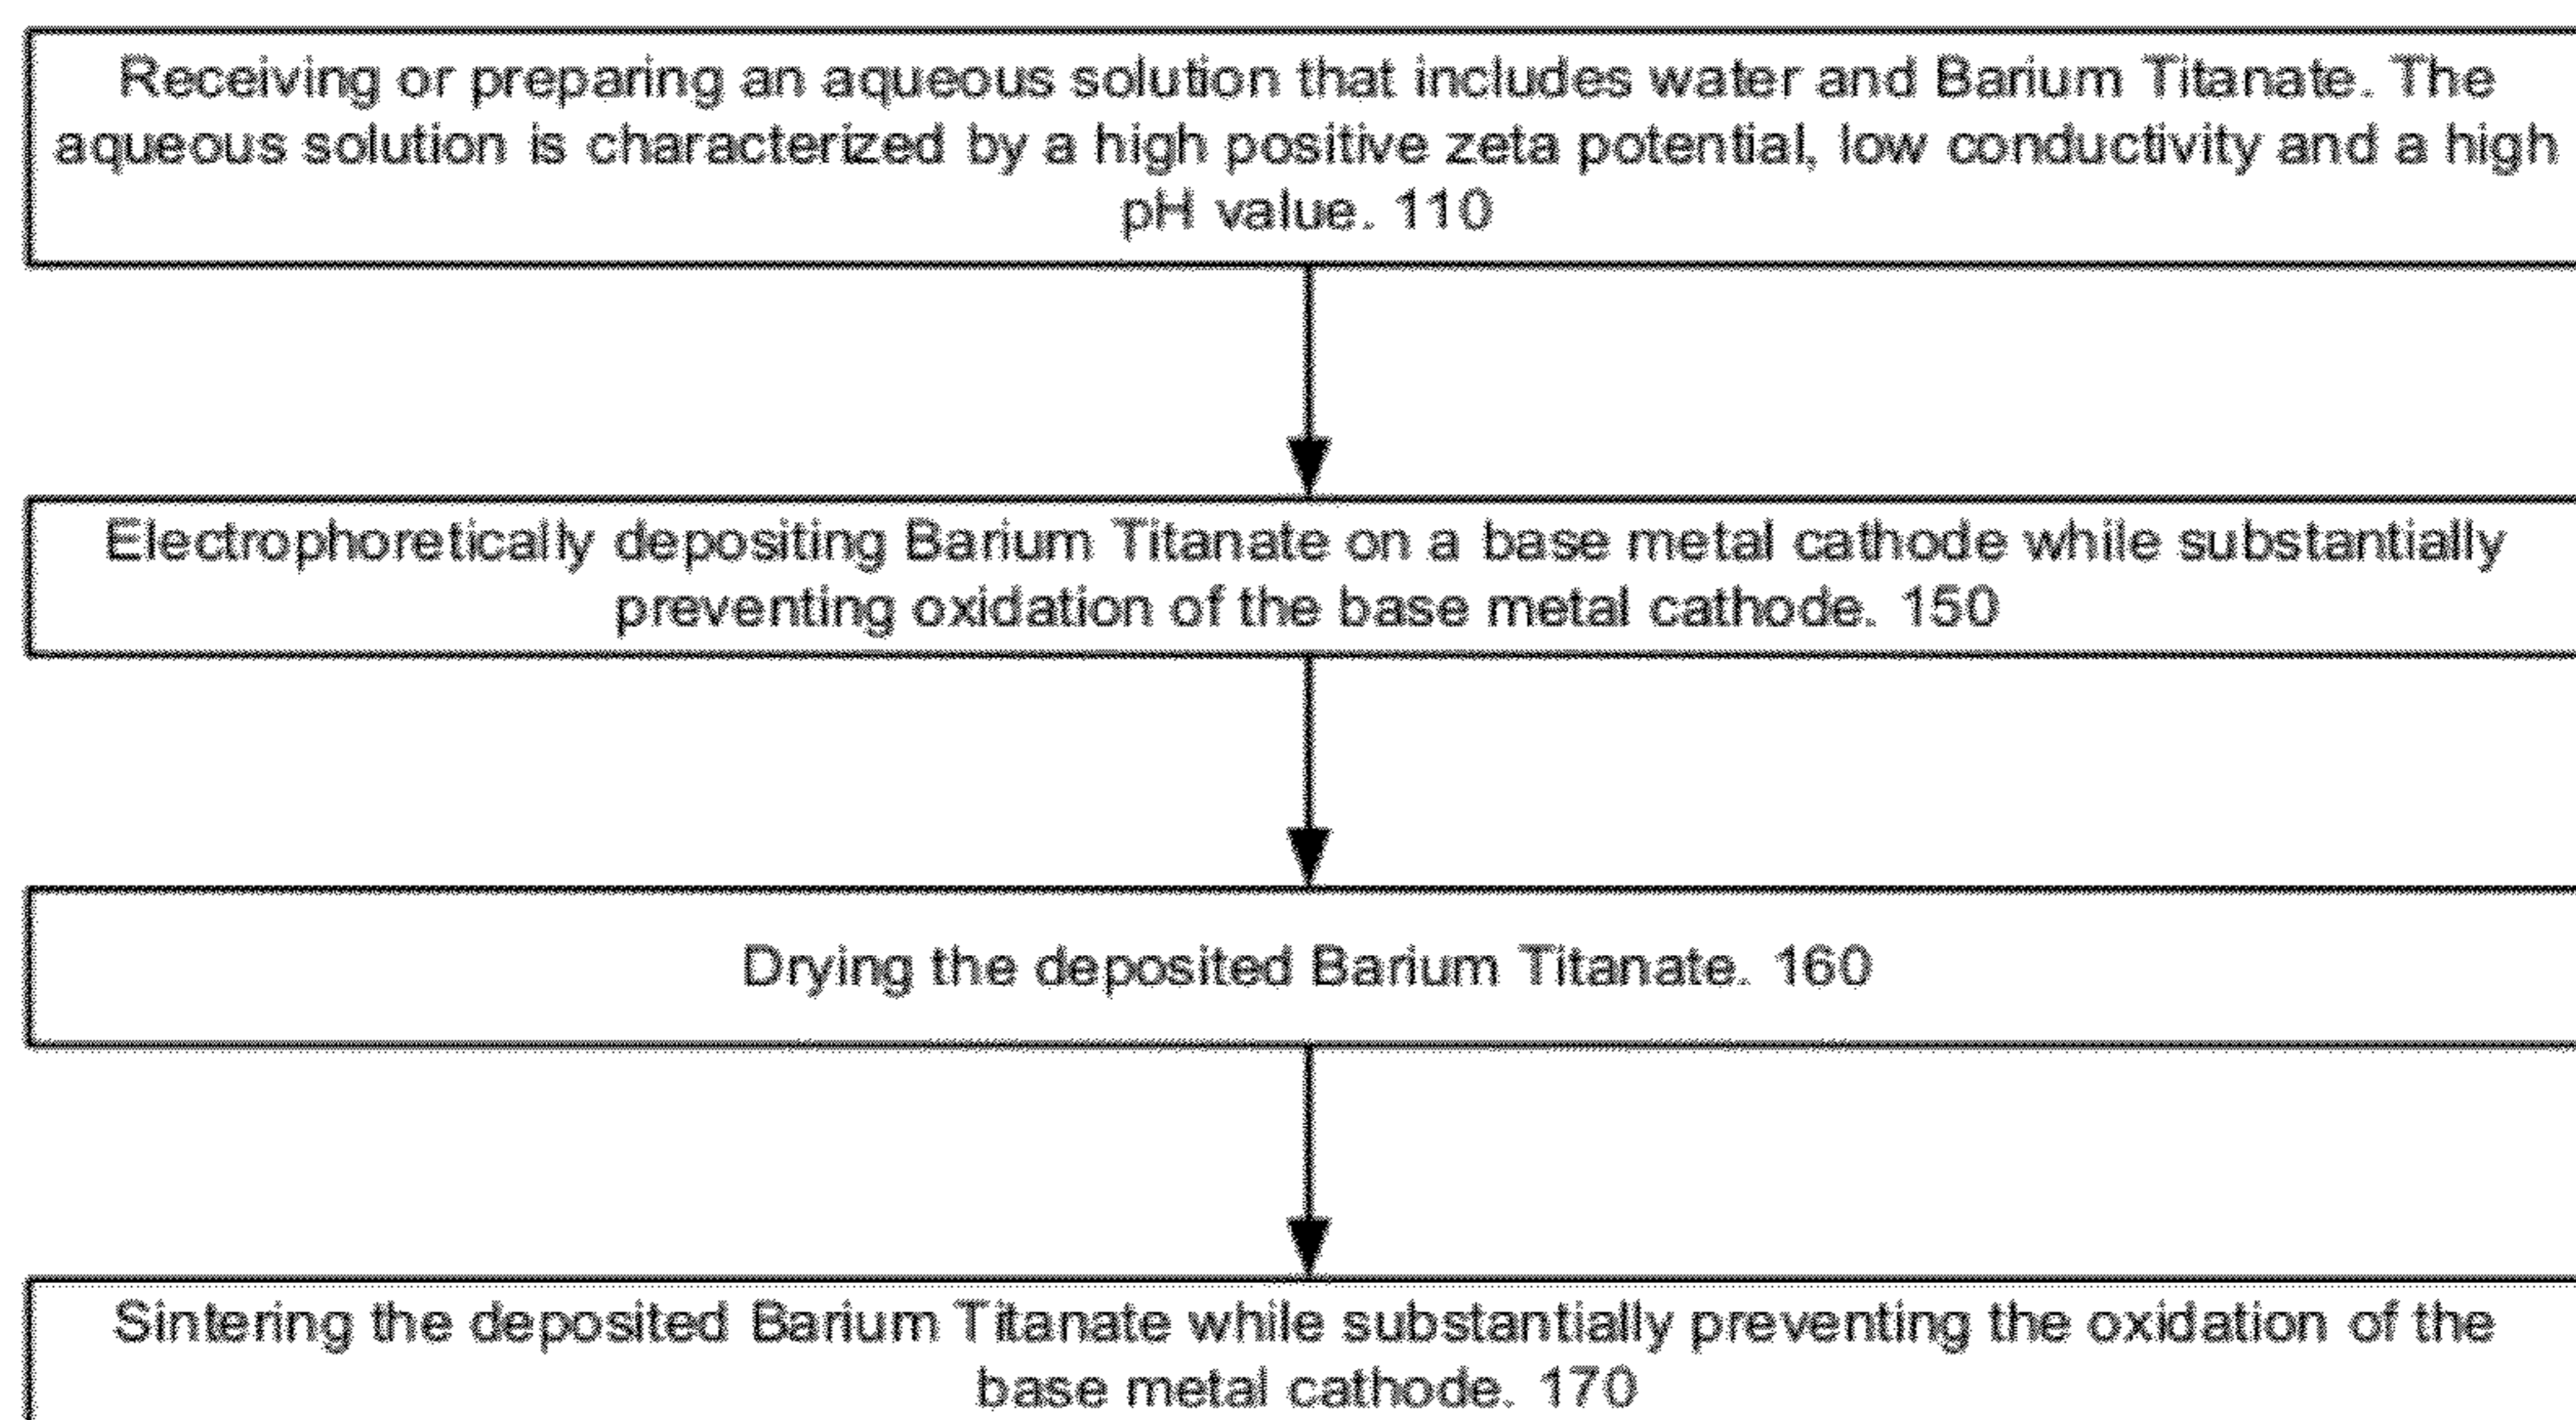 Receiving or preparing an aqueous solution that includes water and Barium Titanate. The
aqueous solution is characterized by a high positive zeta potential, low conductivity and a high
pH value. 110
Electrophoretically depositing Barium Titanate on a base metal cathode while substantially
preventing oxidation of the base metal cathode. 150
Drying the deposited Barium Titanate. 160
Sintering the deposited Barium Titanate while substantially preventing the oxidation of the
base metal cathode. 170